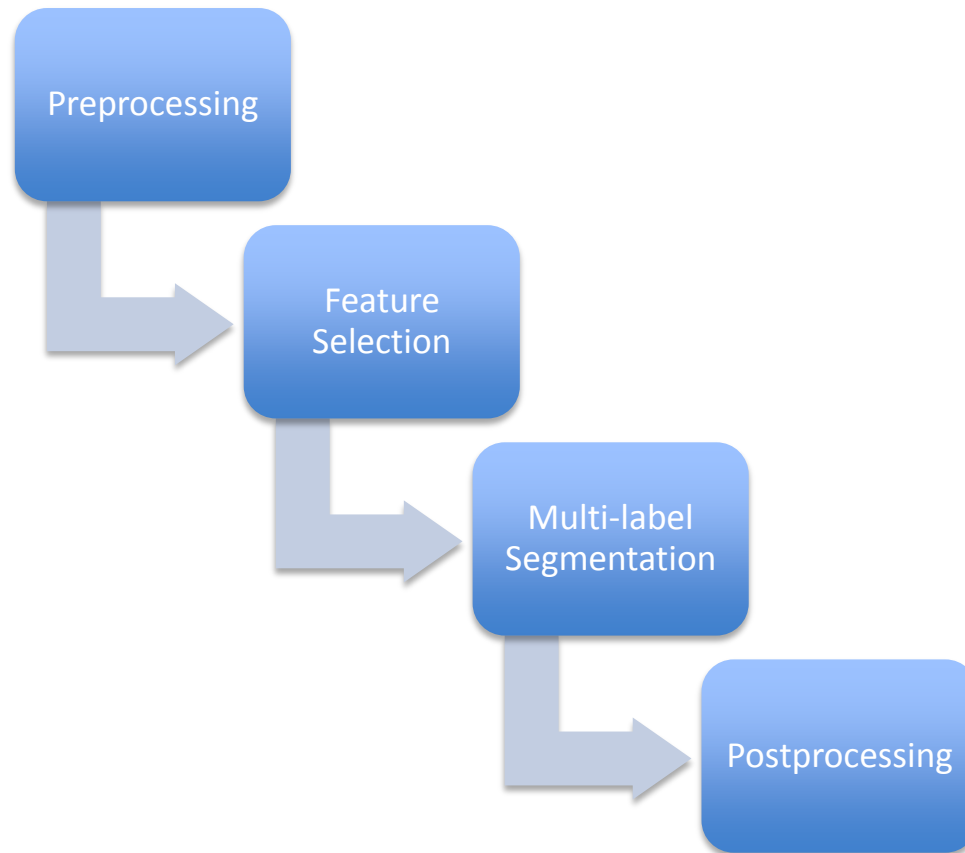 Preprocessing
Feature
Selection
Multi-label
Segmentation
Postprocessing